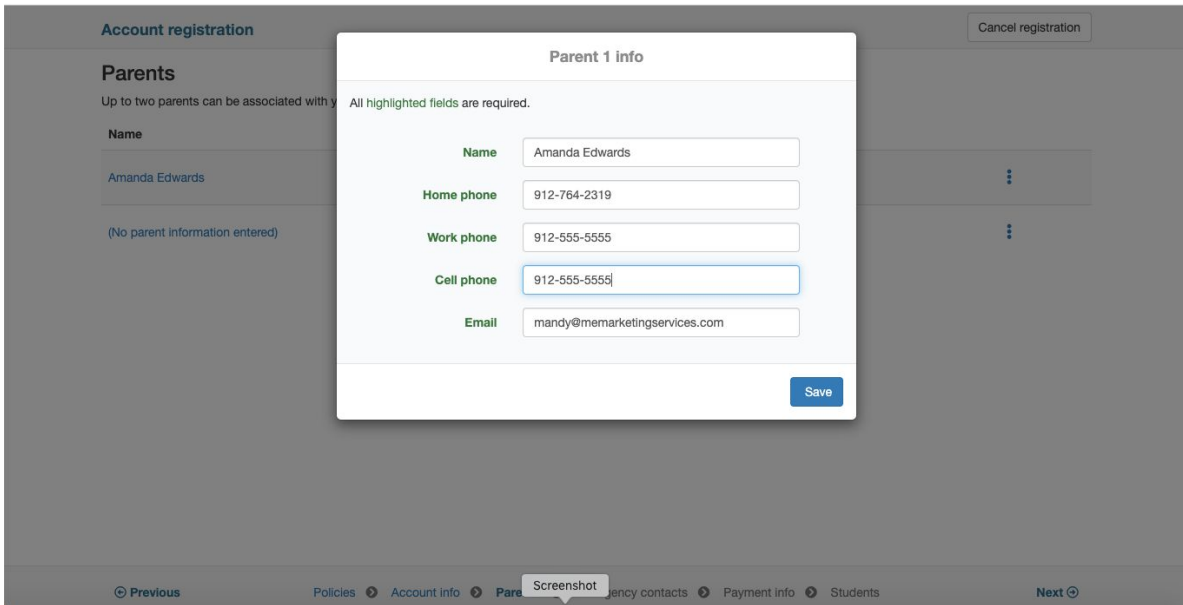 Account registration
Cancel registration
Parent 1 info
Parents
Up to two parents can be associated with y
All highlighted fields are required.
Name
Name Amanda Edwards
Amanda Edwards
Home phone 912-764-2319
(No parent information entered)
Work phone 912-555-5555
Cell phone 912-555-5555
Email mandy@memarketingservices.com
Save
Screenshot
Previous Policies Account info Pare gency contacts Payment info Students Next